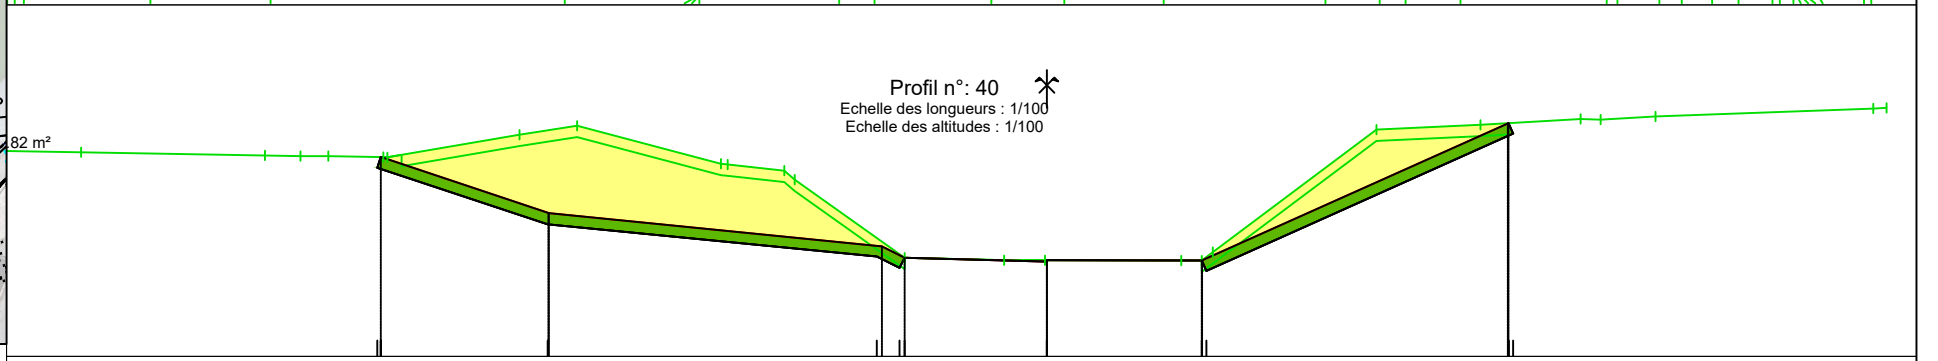 Profil n°: 40
Echelle des longueurs : 1/100
Echelle des altitudes : 1/100
82 m²